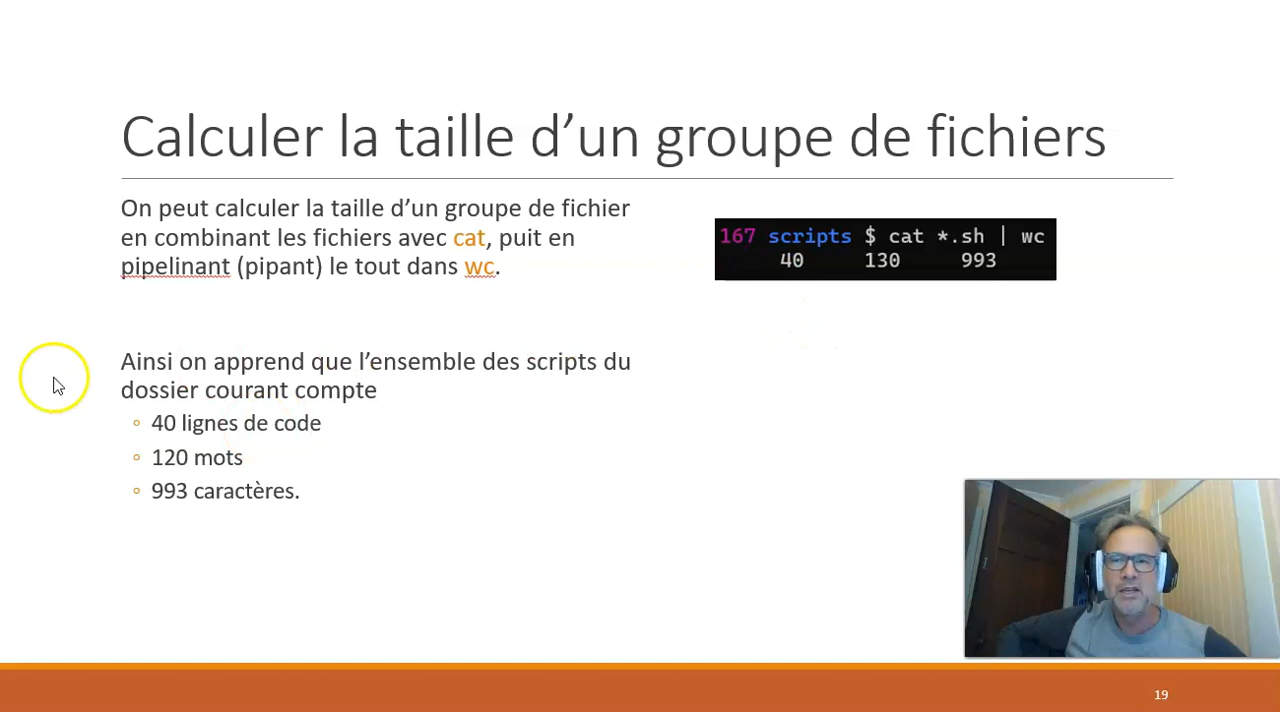 Calculer la taille d’un groupe de fichiers
On peut calculer la taille d’un groupe de fichier
en combinant les fichiers avec cat, puit en
pipelinant (pipant) le tout dans wc.
167 scripts $ cat *.sh | wc
40 130 993
Ainsi on apprend que l’ensemble des scripts du
dossier courant compte
◦ 40 lignes de code
◦ 120 mots
◦ 993 caractères.
19